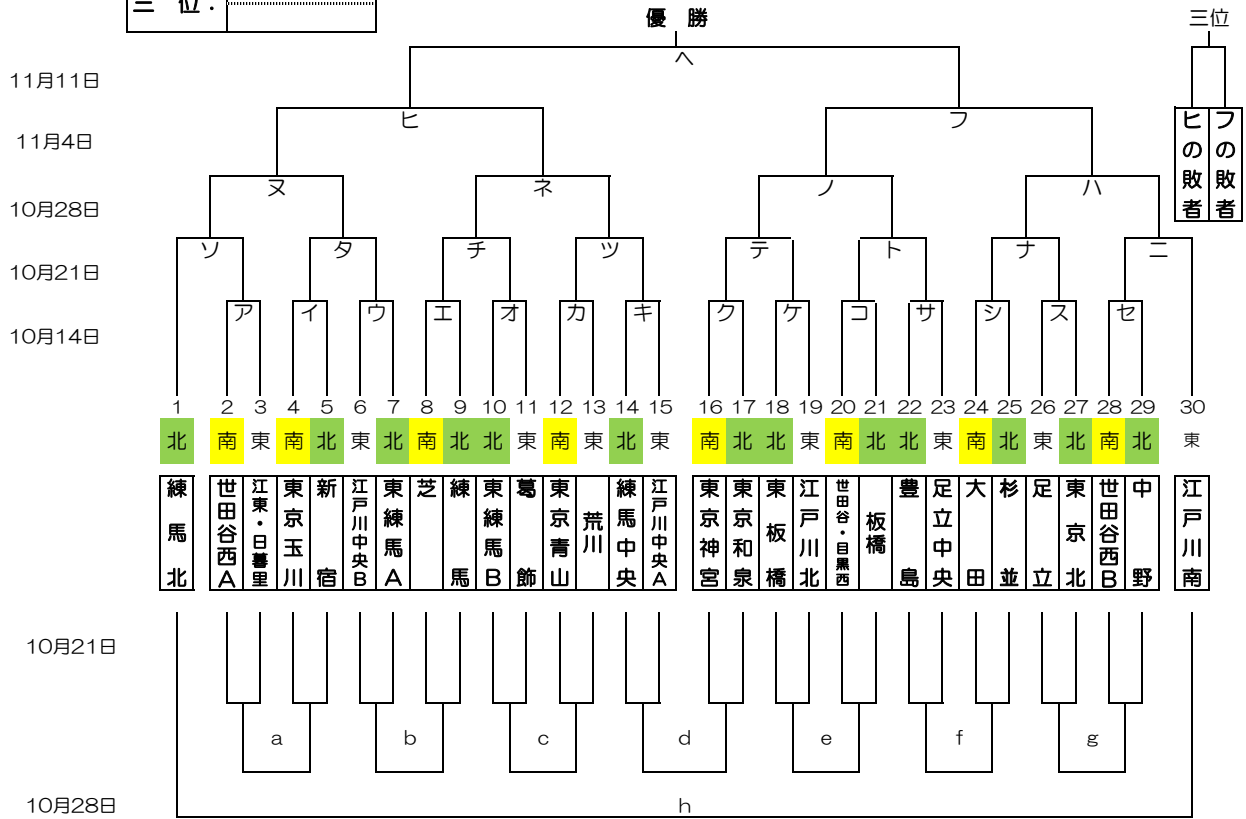 三 位：
優 勝
三位
ヘ
11月11日
ヒ フ
ヒの敗者
フの敗者
11月4日
ヌ ネ ノ ハ
10月28日
ソ タ チ ツ テ ト ナ ニ
10月21日
ア イ ウ エ オ カ キ ク ケ コ サ シ ス セ
10月14日
1 2 3 4 5 6 7 8 9 10 11 12 13 14 15 16 17 18 19 20 21 22 23 24 25 26 27 28 29 30
北 南 東 南 北 東 北 南 北 北 東 南 東 北 東 南 北 北 東 南 北 北 東 南 北 東 北 南 北 東
練馬北
世田谷西A
江東・日暮里
東京玉川
新宿
江戸川中央B
東練馬A
芝
練馬
東練馬B
葛飾
東京青山
荒川
練馬中央
江戸川中央A
東京神宮
東京和泉
東板橋
江戸川北
世田谷・目黒西
板橋
豊島
足立中央
大田
杉並
足立
東京北
世田谷西B
中野
江戸川南
10月21日
a b c d e f g
10月28日
h